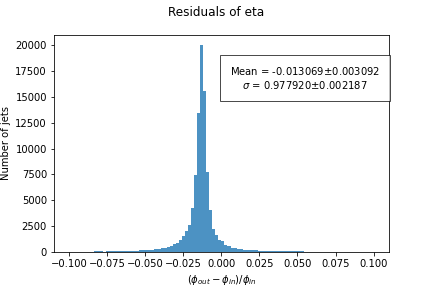 Residuals of eta
20000
17500
15000
12500
10000
7500
5000
2500
0
Number of jets
Mean = -0.013069±0.003092
σ = 0.977920±0.002187
−0.100 −0.075 −0.050 −0.025 0.000 0.025 0.050 0.075 0.100
(ϕ_out − ϕ_in)/ϕ_in